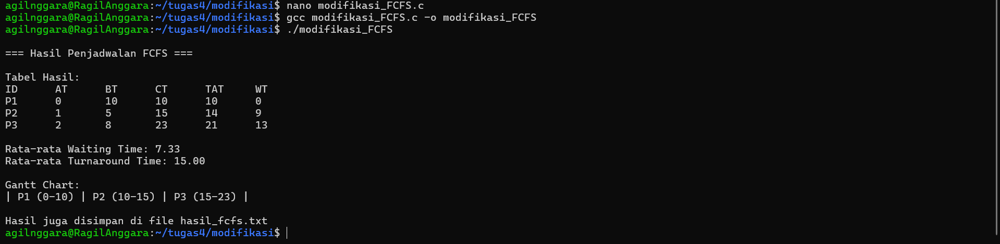 agilnggara@RagilAnggara:~/tugas4/modifikasi$ nano modifikasi_FCFS.c
agilnggara@RagilAnggara:~/tugas4/modifikasi$ gcc modifikasi_FCFS.c -o modifikasi_FCFS
agilnggara@RagilAnggara:~/tugas4/modifikasi$ ./modifikasi_FCFS
=== Hasil Penjadwalan FCFS ===
Tabel Hasil:
ID AT BT CT TAT WT
P1 0 10 10 10 0
P2 1 5 15 14 9
P3 2 8 23 21 13
Rata-rata Waiting Time: 7.33
Rata-rata Turnaround Time: 15.00
Gantt Chart:
| P1 (0-10) | P2 (10-15) | P3 (15-23) |
Hasil juga disimpan di file hasil_fcfs.txt
agilnggara@RagilAnggara:~/tugas4/modifikasi$